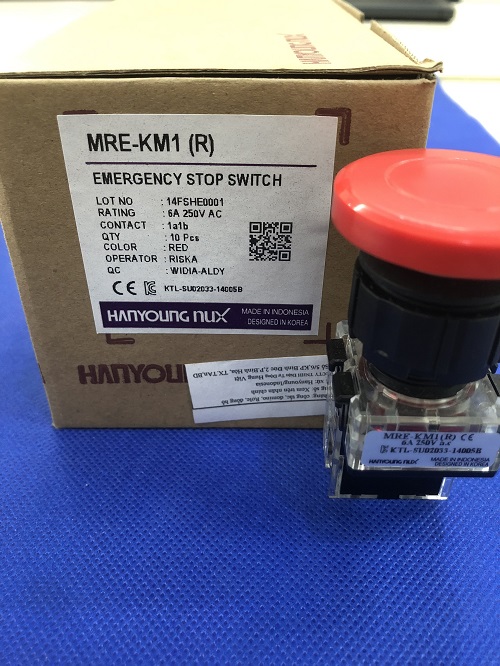 HANYOUNG
MRE-KM1 (R)
EMERGENCY STOP SWITCH
LOT NO : 14FSHE0001
RATING : 6A 250V AC
CONTACT : 1a1b
QTY : 10 Pcs
COLOR : RED
OPERATOR : RISKA
QC : WIDIA-ALDY
CE KTL-SU02033-14005B
HANYOUNG NUX MADE IN INDONESIA
DESIGNED IN KOREA
HANYOUNG
MRE-KM1(R) CE
6A 250V a.c
KTL-SU02033-14005B
HANYOUNG NUX MADE IN INDONESIA
DESIGNED IN KOREA